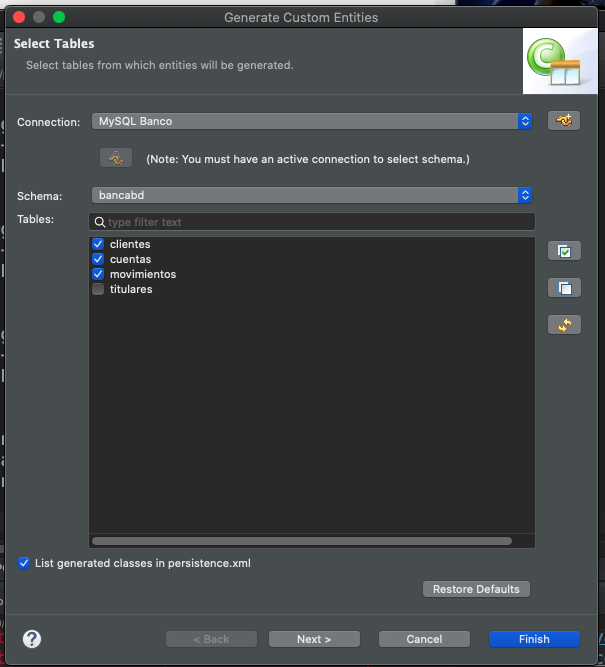 Generate Custom Entities
Select Tables
Select tables from which entities will be generated.
Connection: MySQL Banco
(Note: You must have an active connection to select schema.)
Schema: bancabd
Tables: type filter text
clientes
cuentas
movimientos
titulares
List generated classes in persistence.xml
Restore Defaults
? < Back Next > Cancel Finish